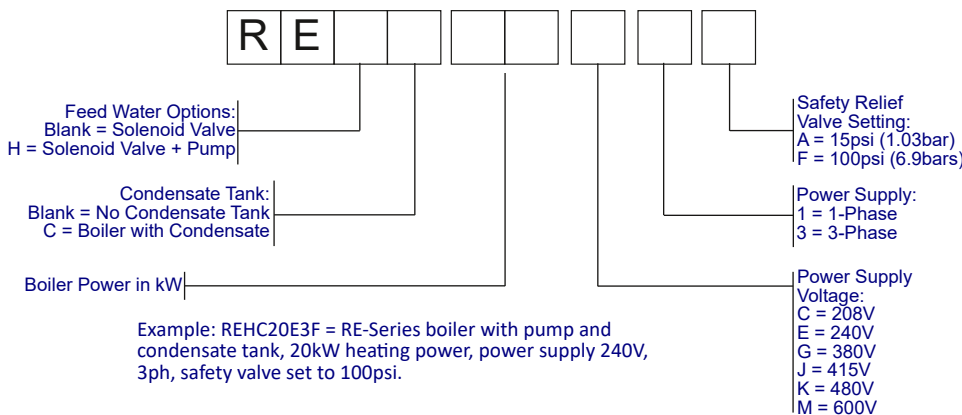 R E
Feed Water Options:
Blank = Solenoid Valve
H = Solenoid Valve + Pump
Safety Relief
Valve Setting:
A = 15psi (1.03bar)
F = 100psi (6.9bars)
Condensate Tank:
Blank = No Condensate Tank
C = Boiler with Condensate
Power Supply:
1 = 1-Phase
3 = 3-Phase
Boiler Power in kW
Power Supply
Voltage:
C = 208V
E = 240V
G = 380V
J = 415V
K = 480V
M = 600V
Example: REHC20E3F = RE-Series boiler with pump and
condensate tank, 20kW heating power, power supply 240V,
3ph, safety valve set to 100psi.